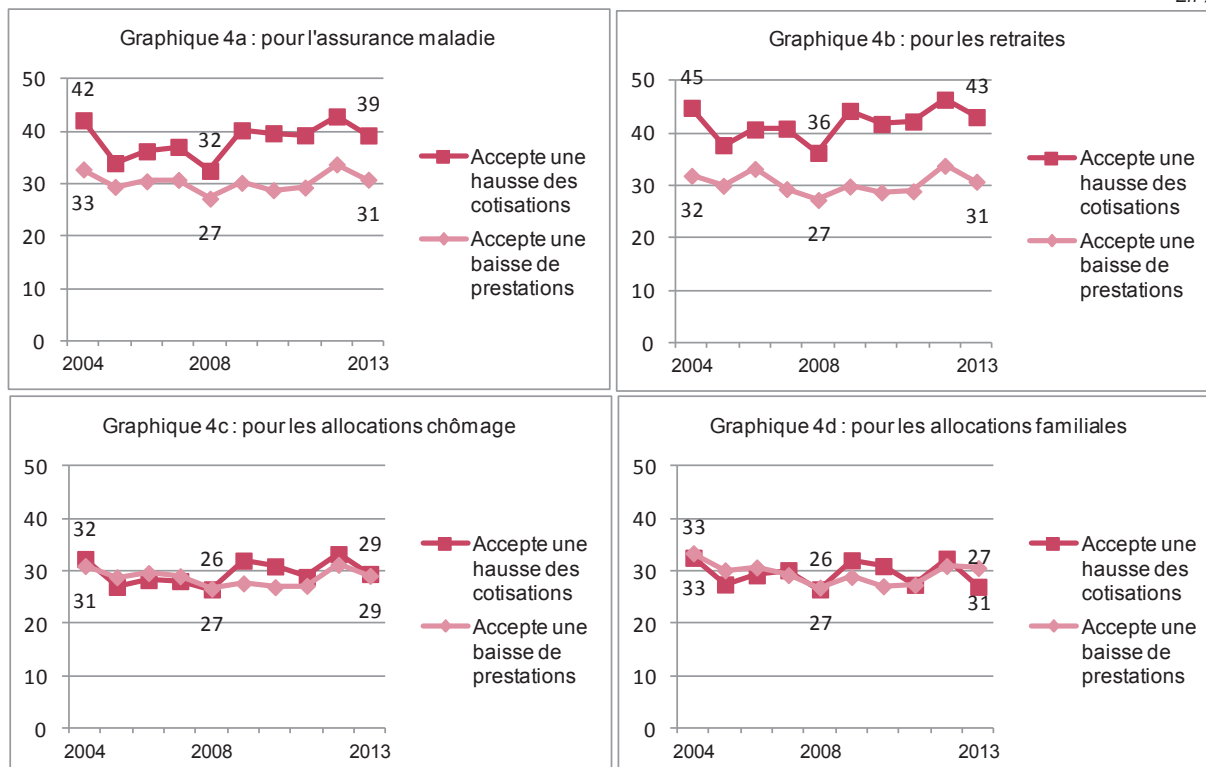 Graphique 4a : pour l'assurance maladie
50
40
30
20
10
0
42
32
39
33
27
31
2004
2008
2013
Accepte une
hausse des
cotisations
Accepte une
baisse de
prestations
Graphique 4b : pour les retraites
50
40
30
20
10
0
45
36
43
32
27
31
2004
2008
2013
Accepte une
hausse des
cotisations
Accepte une
baisse de
prestations
Graphique 4c : pour les allocations chômage
50
40
30
20
10
0
32
26
29
31
27
29
2004
2008
2013
Accepte une
hausse des
cotisations
Accepte une
baisse de
prestations
Graphique 4d : pour les allocations familiales
50
40
30
20
10
0
33
26
27
33
27
31
2004
2008
2013
Accepte une
hausse des
cotisations
Accepte une
baisse de
prestations